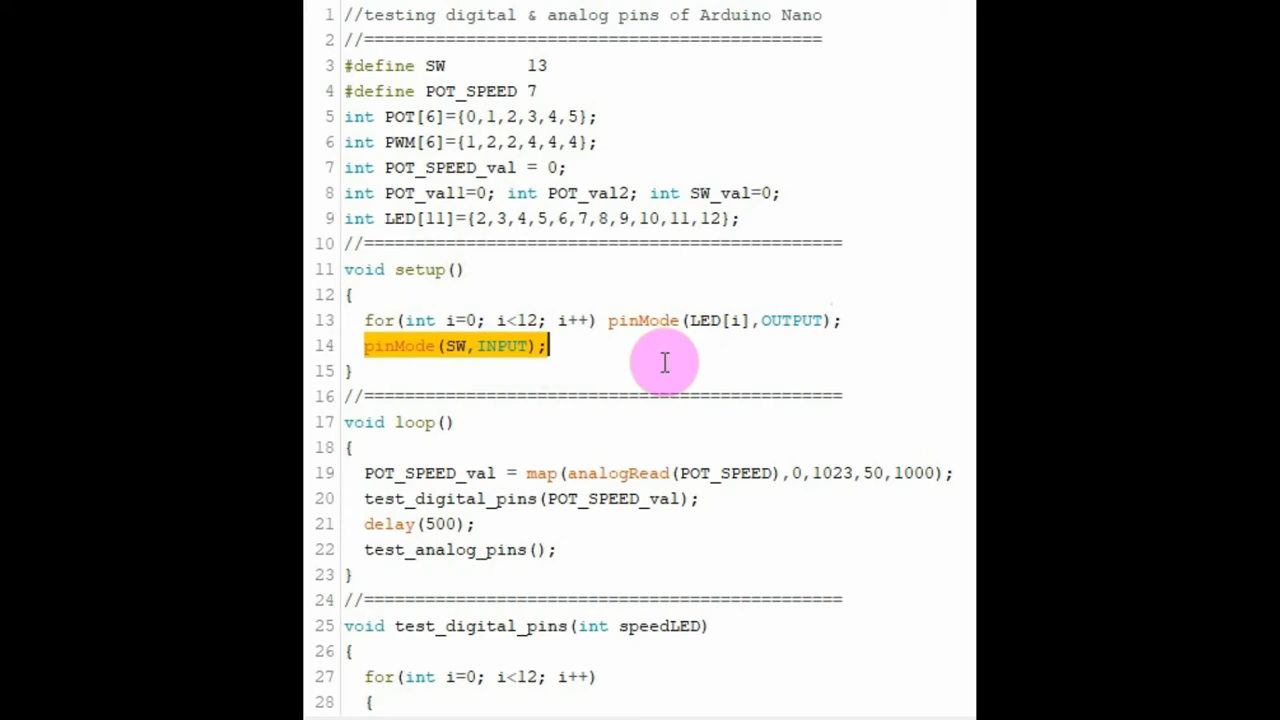 1 //testing digital & analog pins of Arduino Nano
2 //=============================================
3 #define SW        13
4 #define POT_SPEED 7
5 int POT[6]={0,1,2,3,4,5};
6 int PWM[6]={1,2,2,4,4,4};
7 int POT_SPEED_val = 0;
8 int POT_val1=0; int POT_val2; int SW_val=0;
9 int LED[11]={2,3,4,5,6,7,8,9,10,11,12};
10 //===============================================
11 void setup()
12 {
13   for(int i=0; i<12; i++) pinMode(LED[i],OUTPUT);
14   pinMode(SW,INPUT);
15 }
16 //===============================================
17 void loop()
18 {
19   POT_SPEED_val = map(analogRead(POT_SPEED),0,1023,50,1000);
20   test_digital_pins(POT_SPEED_val);
21   delay(500);
22   test_analog_pins();
23 }
24 //===============================================
25 void test_digital_pins(int speedLED)
26 {
27   for(int i=0; i<12; i++)
28   {